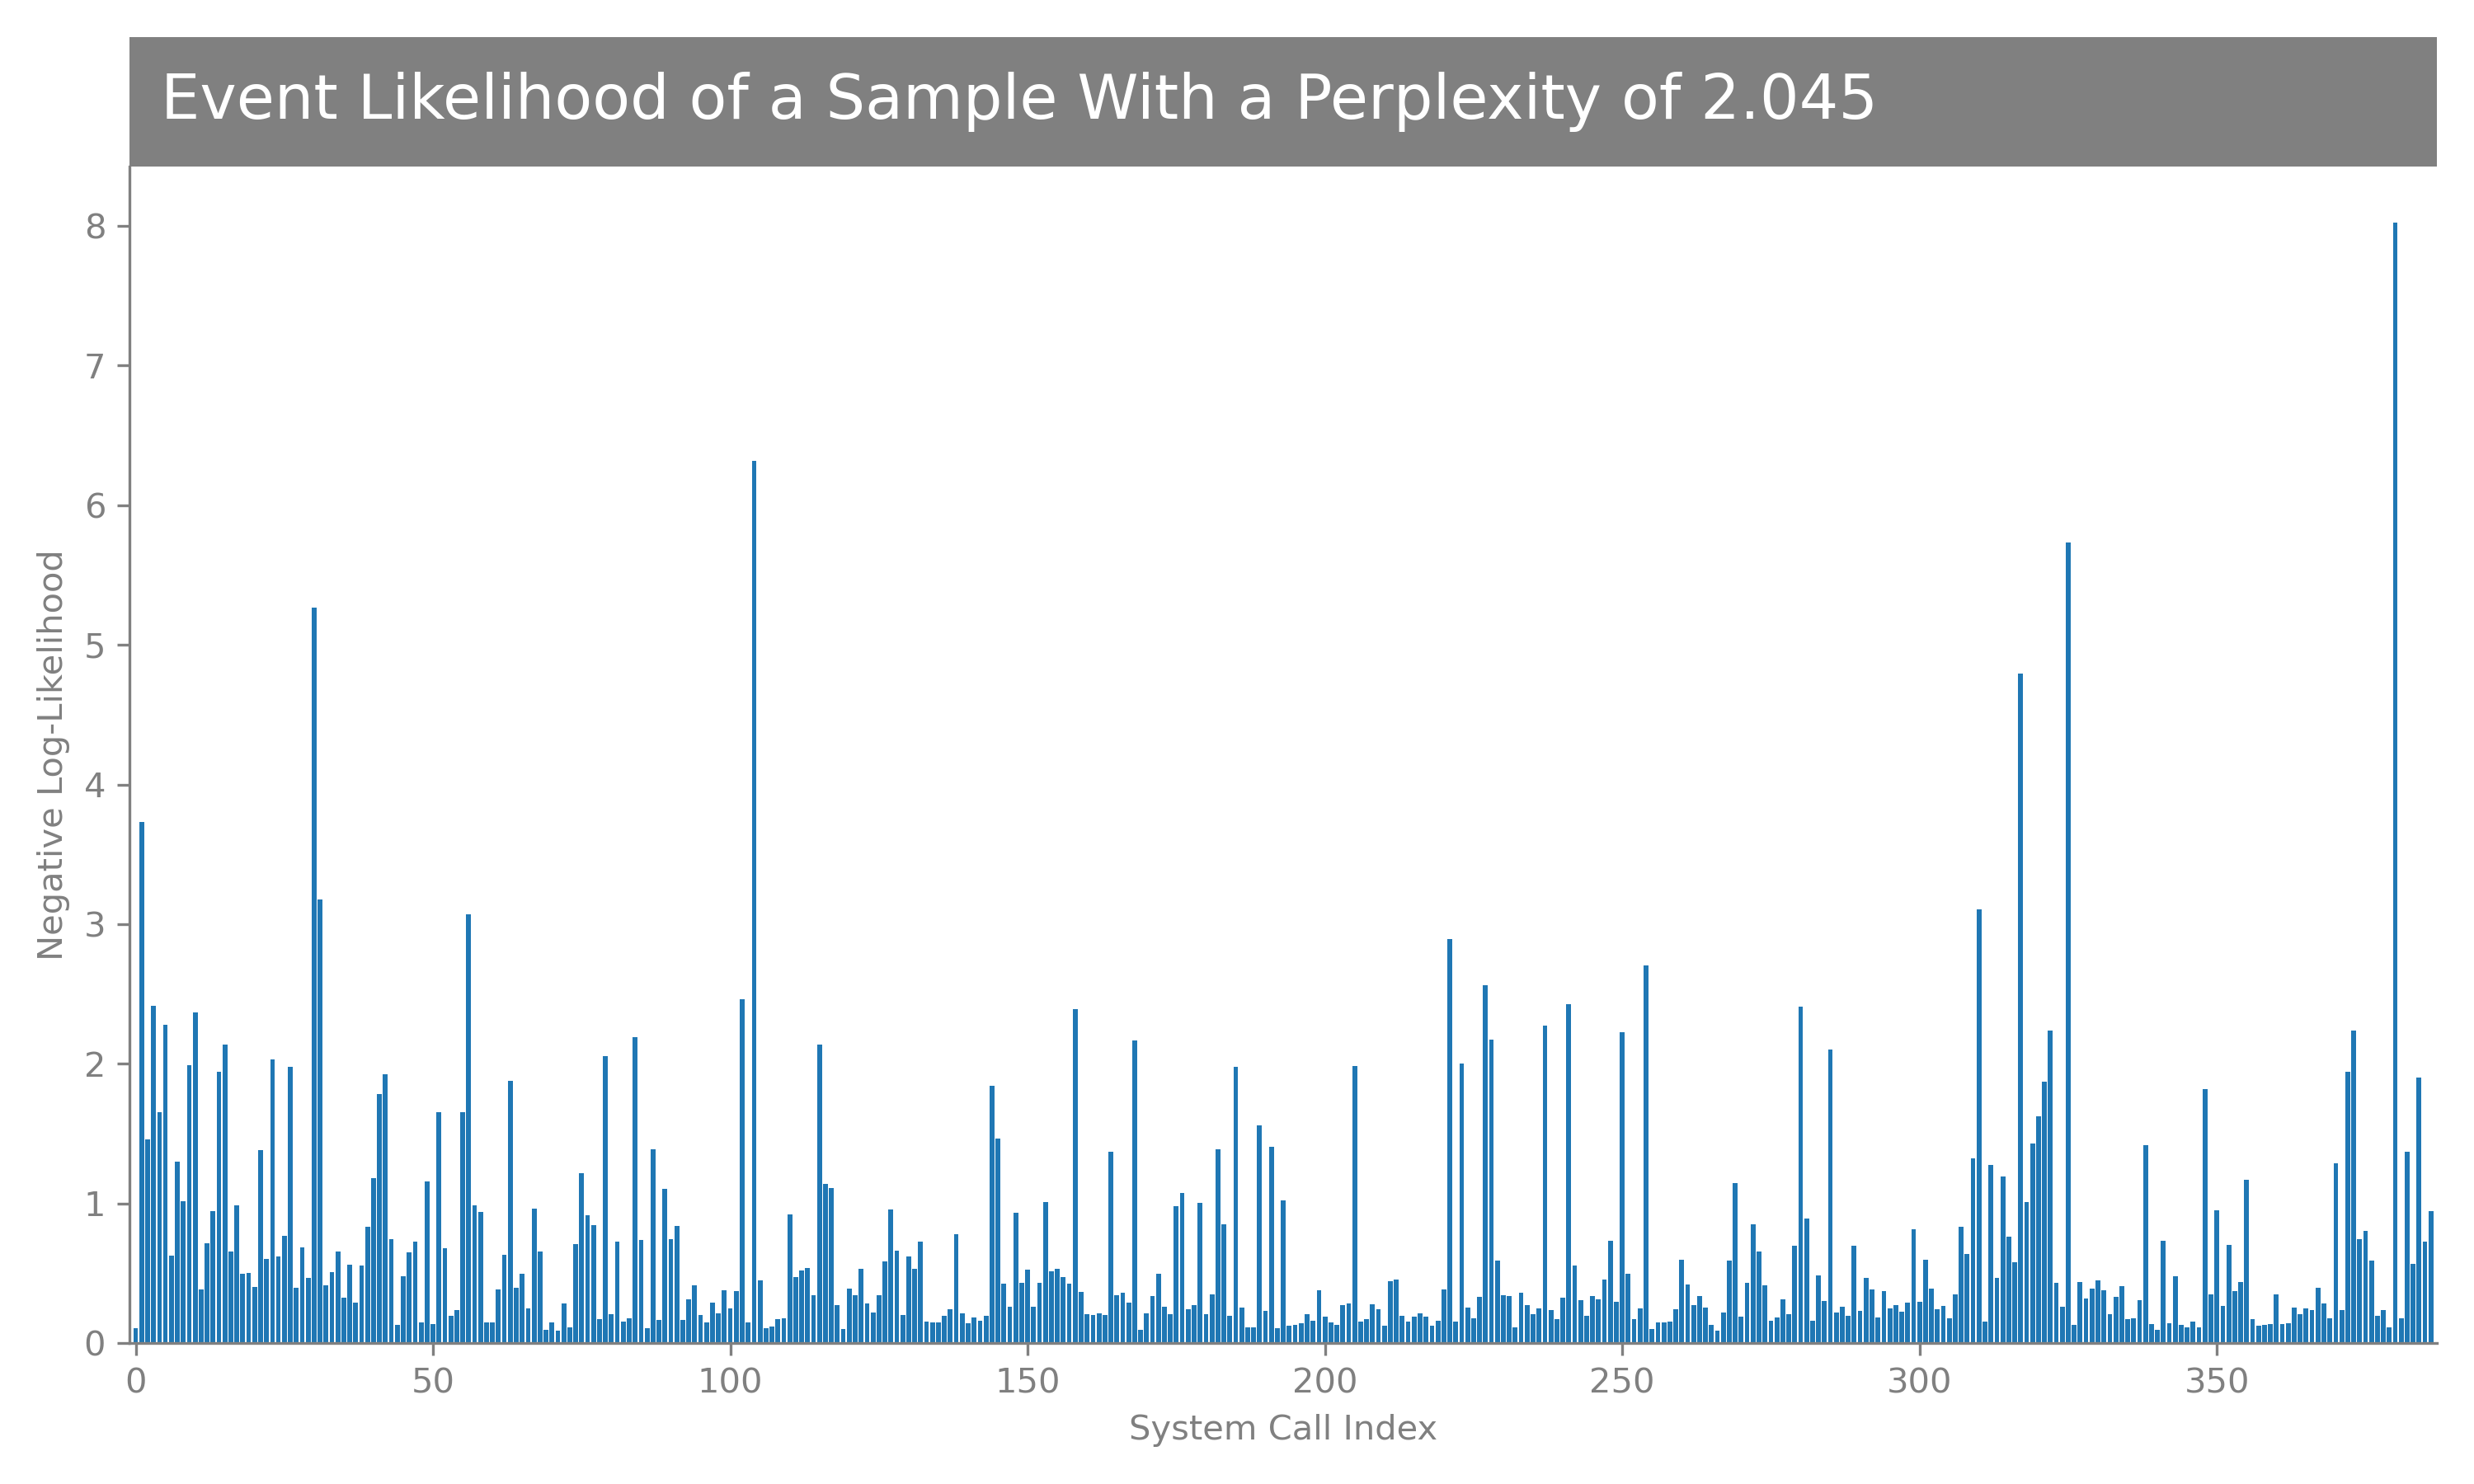 Event Likelihood of a Sample With a Perplexity of 2.045
8
7
6
5
4
3
2
1
0
Negative Log-Likelihood
0 50 100 150 200 250 300 350
System Call Index